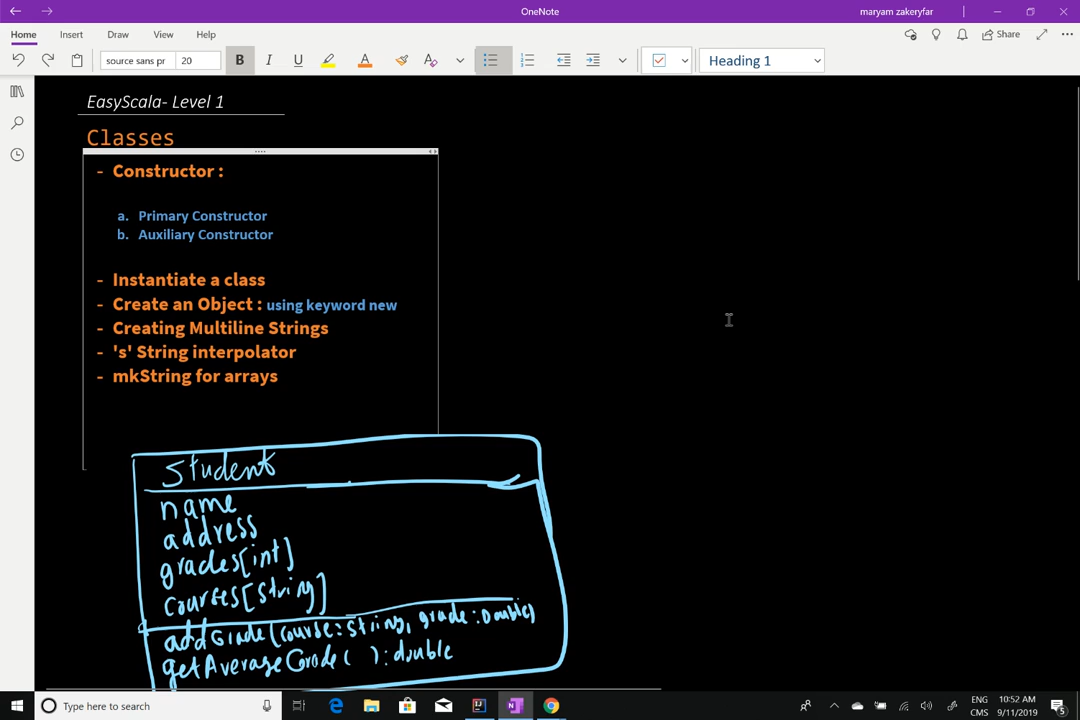 OneNote
maryam zakeryfar
Home Insert Draw View Help
Share
source sans pr 20 B I U A Heading 1
EasyScala- Level 1
Classes
- Constructor :
a. Primary Constructor
b. Auxiliary Constructor
- Instantiate a class
- Create an Object : using keyword new
- Creating Multiline Strings
- 's' String interpolator
- mkString for arrays
Student
name
address
grades[int]
courses[string]
addGrade(course:string, grade:Double)
getAverageGrade( ):double
Type here to search
ENG 10:52 AM
CMS 9/11/2019
5